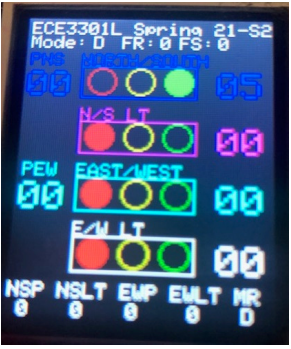 ECE3301L Spring 21-S2
Mode: D FR:0 FS:0
PNS NORTH/SOUTH
00 05
N/S LT
00
PEW EAST/WEST
00 00
E/W LT
00
NSP NSLT EWP EWLT MR
0 0 0 0 D